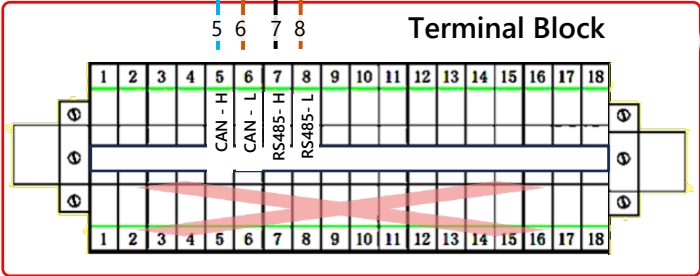 5 6 7 8
Terminal Block
1 2 3 4 5 6 7 8 9 10 11 12 13 14 15 16 17 18
CAN - H
CAN - L
RS485- H
RS485- L
1 2 3 4 5 6 7 8 9 10 11 12 13 14 15 16 17 18